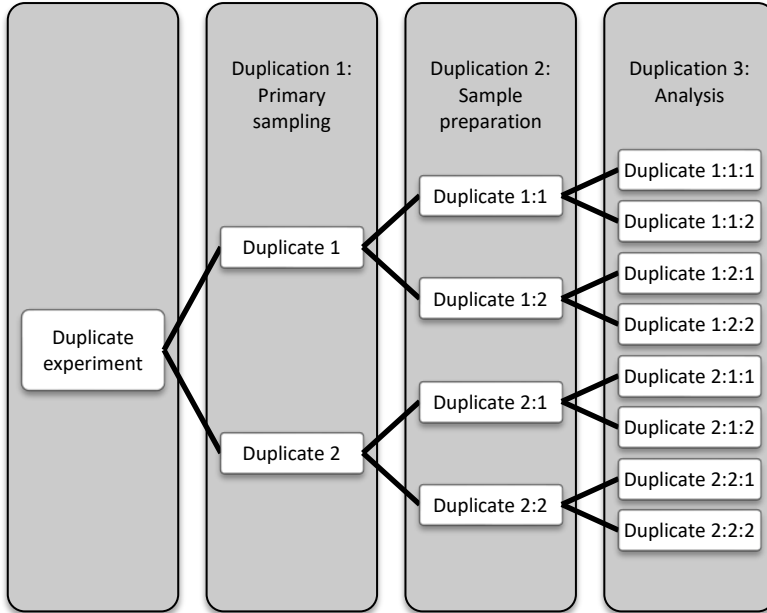 Duplication 1:
Primary
sampling
Duplication 2:
Sample
preparation
Duplication 3:
Analysis
Duplicate
experiment
Duplicate 1
Duplicate 2
Duplicate 1:1
Duplicate 1:2
Duplicate 2:1
Duplicate 2:2
Duplicate 1:1:1
Duplicate 1:1:2
Duplicate 1:2:1
Duplicate 1:2:2
Duplicate 2:1:1
Duplicate 2:1:2
Duplicate 2:2:1
Duplicate 2:2:2